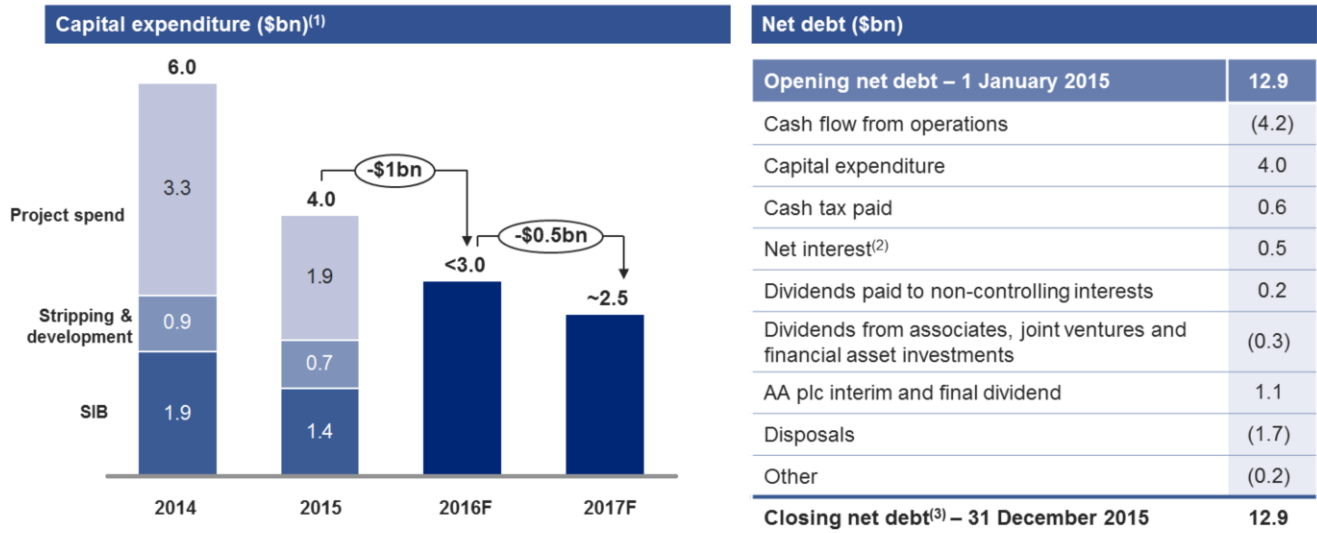 Capital expenditure ($bn)(1)
6.0
3.3
Project spend
0.9
Stripping &
development
1.9
SIB
4.0
1.9
0.7
1.4
-$1bn
<3.0
-$0.5bn
~2.5
2014
2015
2016F
2017F
Net debt ($bn)
Opening net debt – 1 January 2015 12.9
Cash flow from operations (4.2)
Capital expenditure 4.0
Cash tax paid 0.6
Net interest(2) 0.5
Dividends paid to non-controlling interests 0.2
Dividends from associates, joint ventures and
financial asset investments (0.3)
AA plc interim and final dividend 1.1
Disposals (1.7)
Other (0.2)
Closing net debt(3) – 31 December 2015 12.9